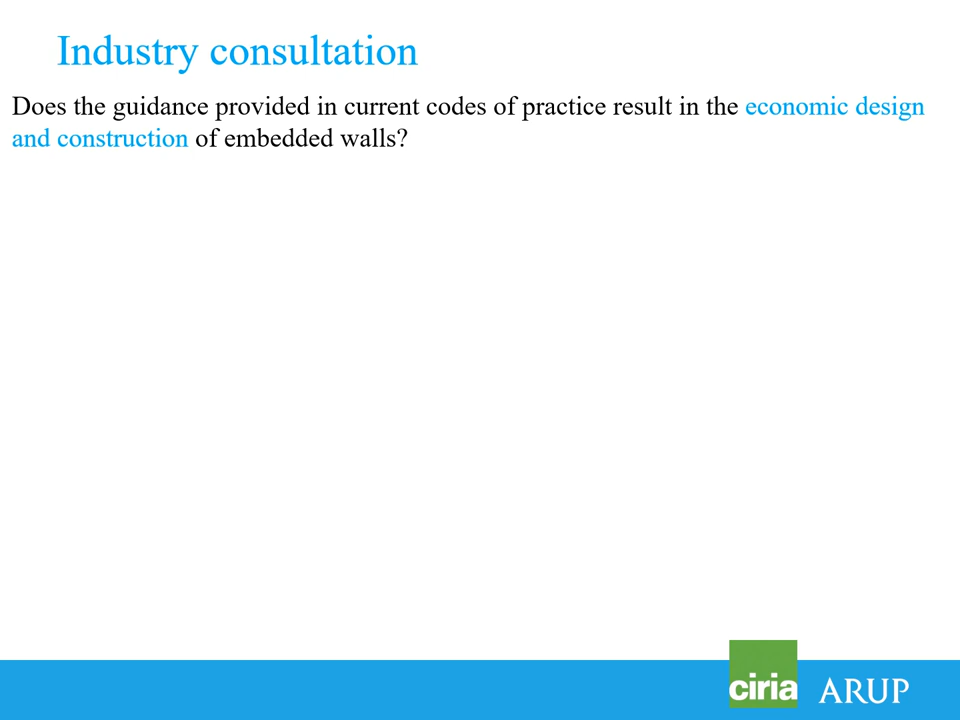 Industry consultation
Does the guidance provided in current codes of practice result in the economic design
and construction of embedded walls?
ciria ARUP